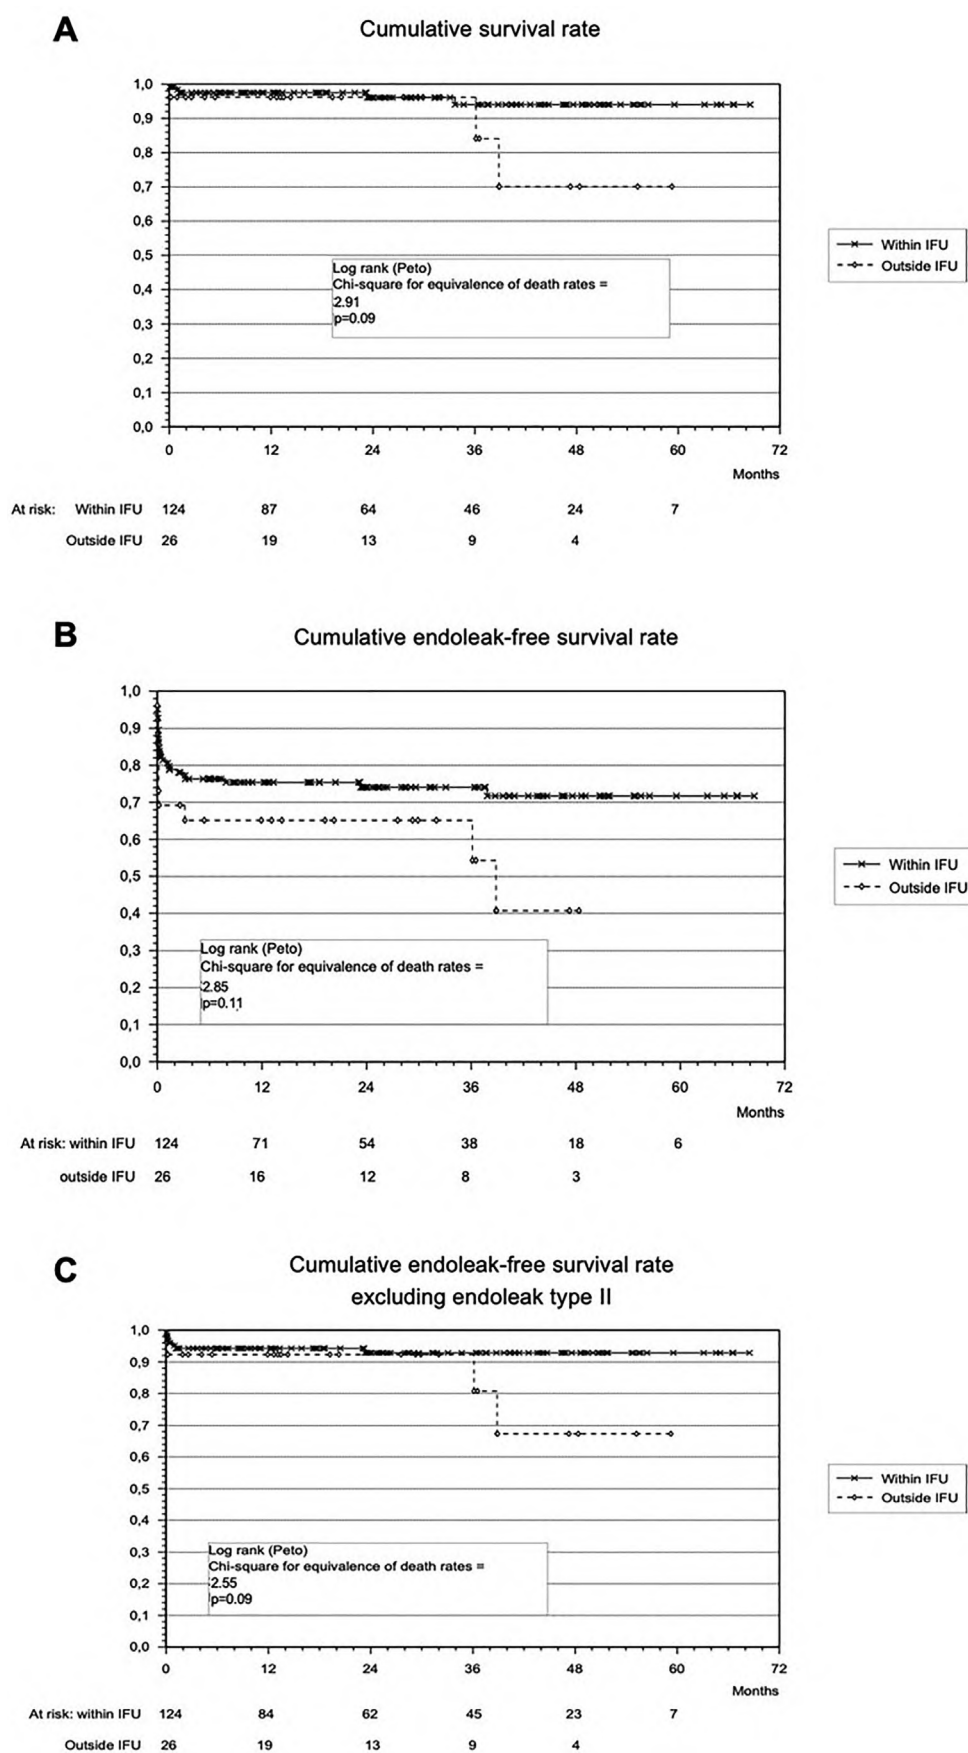 A
Cumulative survival rate
1,0
0,9
0,8
0,7
0,6
0,5
0,4
0,3
0,2
0,1
0,0
Log rank (Peto)
Chi-square for equivalence of death rates =
2.91
p=0.09
Within IFU
Outside IFU
0 12 24 36 48 60 72
Months
At risk: Within IFU 124 87 64 46 24 7
Outside IFU 26 19 13 9 4
B
Cumulative endoleak-free survival rate
1,0
0,9
0,8
0,7
0,6
0,5
0,4
0,3
0,2
0,1
0,0
Log rank (Peto)
Chi-square for equivalence of death rates =
2.85
p=0.11
Within IFU
Outside IFU
0 12 24 36 48 60 72
Months
At risk: within IFU 124 71 54 38 18 6
outside IFU 26 16 12 8 3
C
Cumulative endoleak-free survival rate
excluding endoleak type II
1,0
0,9
0,8
0,7
0,6
0,5
0,4
0,3
0,2
0,1
0,0
Log rank (Peto)
Chi-square for equivalence of death rates =
2.55
p=0.09
Within IFU
Outside IFU
0 12 24 36 48 60 72
Months
At risk: within IFU 124 84 62 45 23 7
Outside IFU 26 19 13 9 4